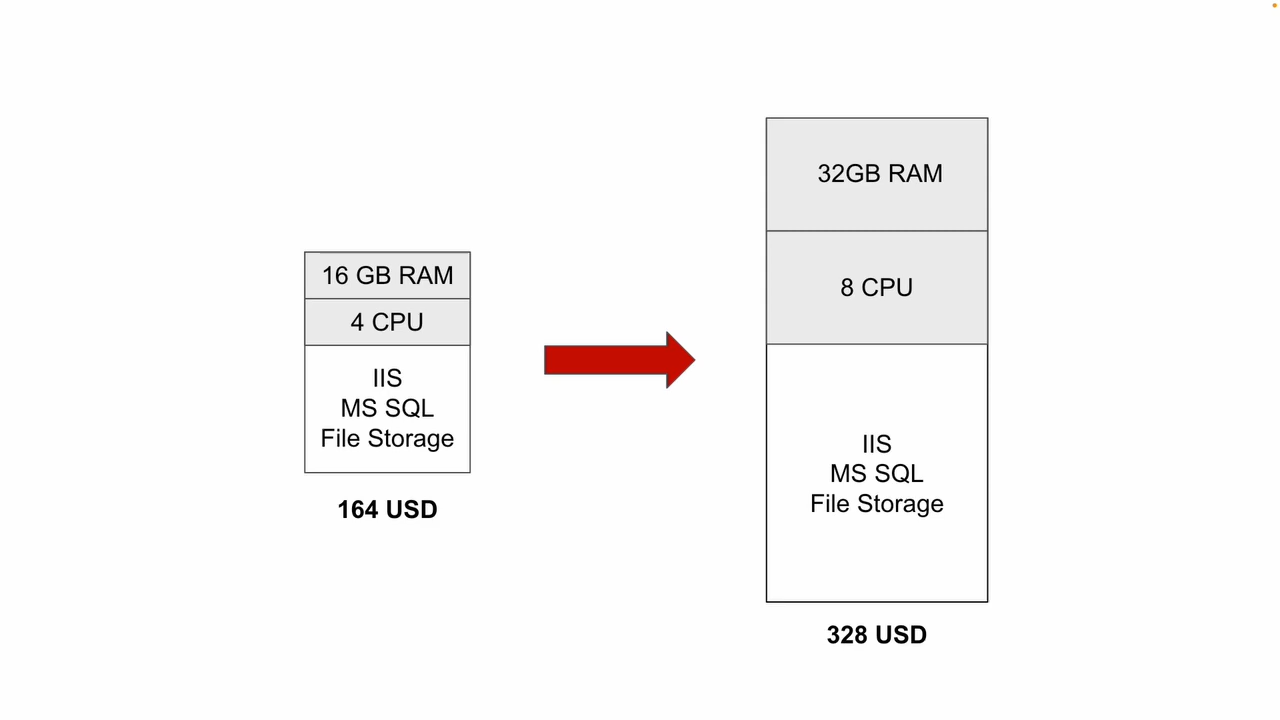 16 GB RAM
4 CPU
IIS
MS SQL
File Storage
164 USD
32GB RAM
8 CPU
IIS
MS SQL
File Storage
328 USD